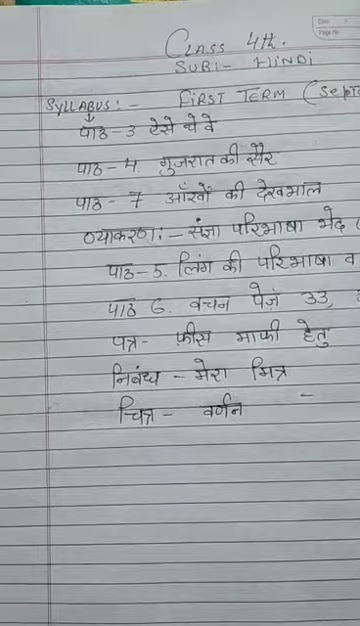 CLASS 4th.
SUB:- HINDI
SYLLABUS:- FIRST TERM (Sept
पाठ-3 ऐसे थे वे
पाठ-4. गुजरात की सैर
पाठ-7 आँखों की देखभाल
व्याकरण:- संज्ञा परिभाषा भेद (
पाठ-5. लिंग की परिभाषा व
पाठ 6. वचन पेज़ 33,
पत्र- फ़ीस माफी हेतु
निबंध - मेरा मित्र
चित्र - वर्णन -